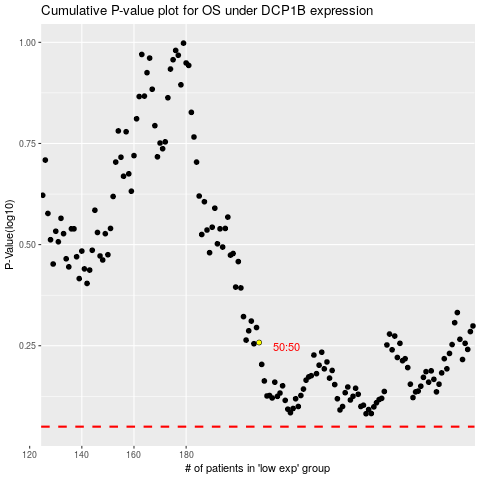 Cumulative P-value plot for OS under DCP1B expression
P-Value(log10)
1.00
0.75
0.50
0.25
50:50
120 140 160 180
# of patients in 'low exp' group